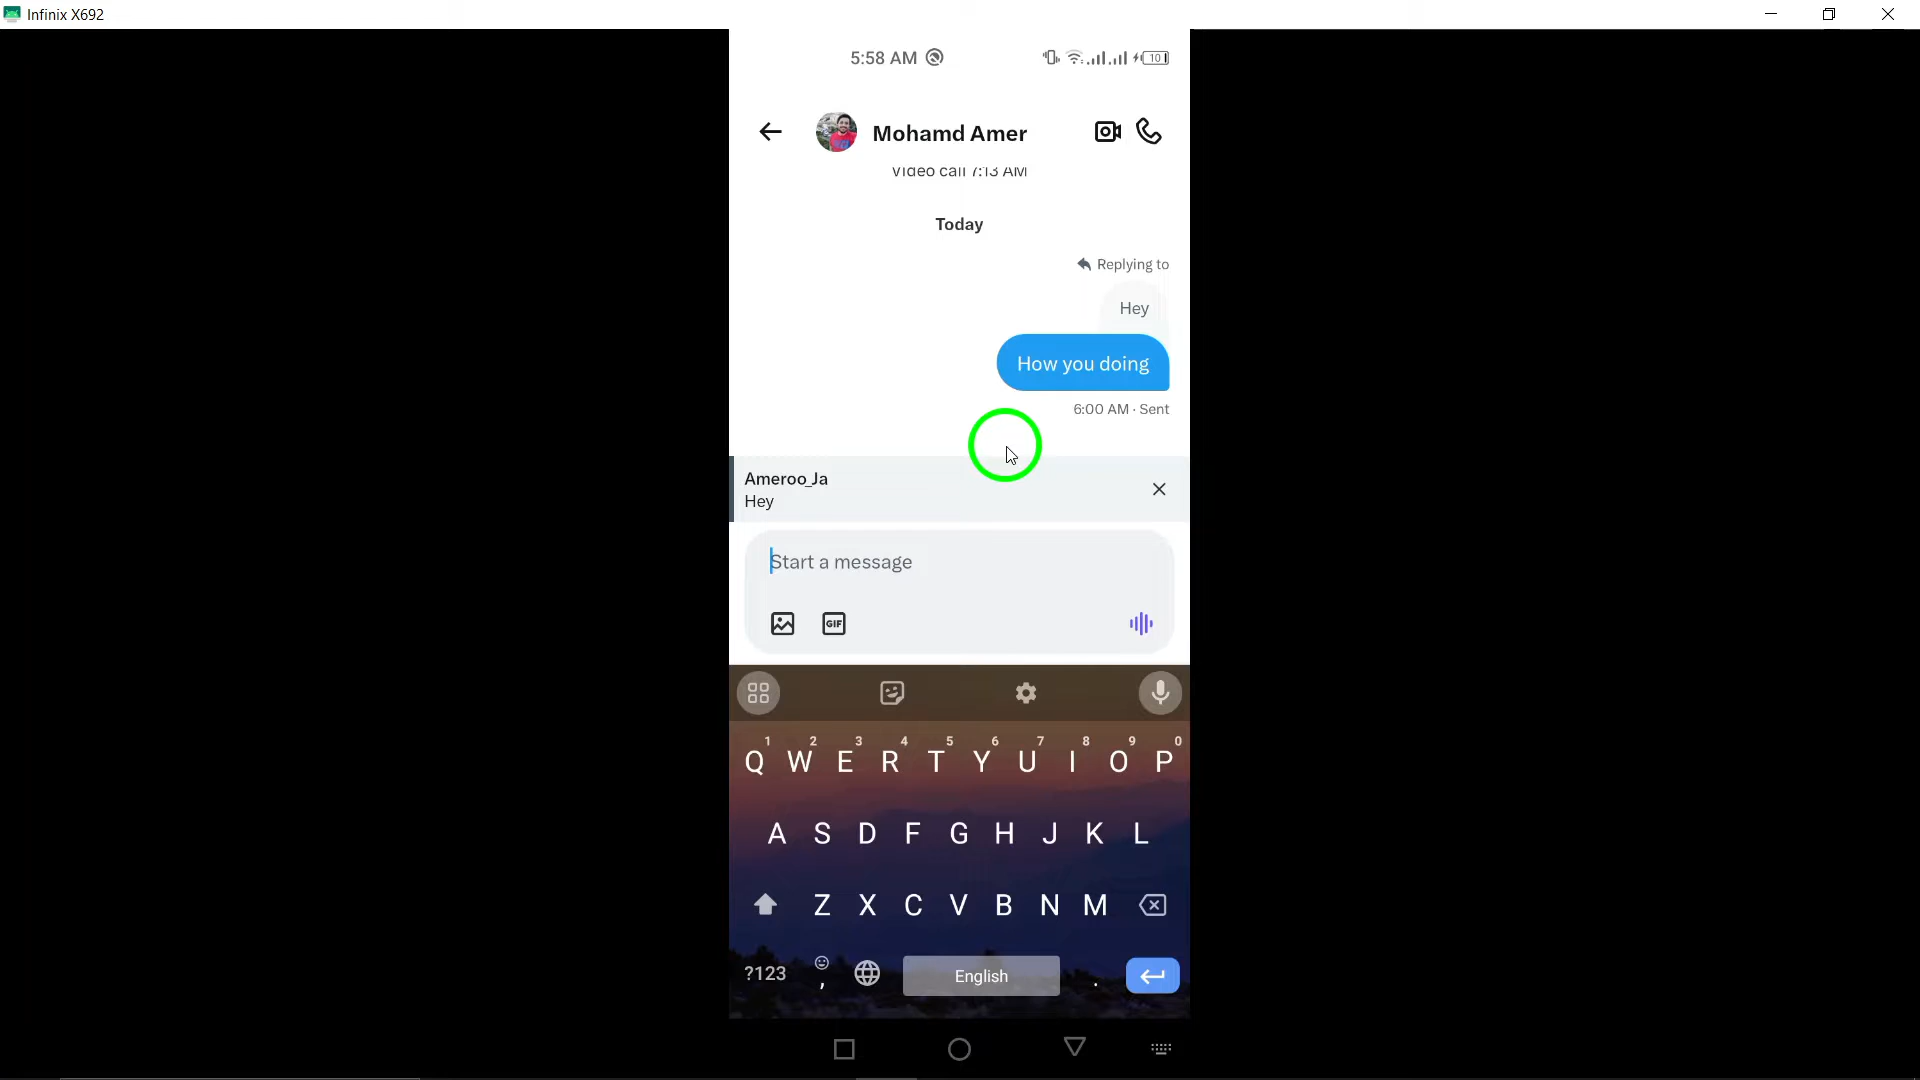 Infinix X692
5:58 AM
10
Mohamd Amer
Video call 7:13 AM
Today
Replying to
Hey
How you doing
6:00 AM · Sent
Ameroo_Ja
Hey
Start a message
GIF
1 2 3 4 5 6 7 8 9 0
Q W E R T Y U I O P
A S D F G H J K L
Z X C V B N M
?123 , English .